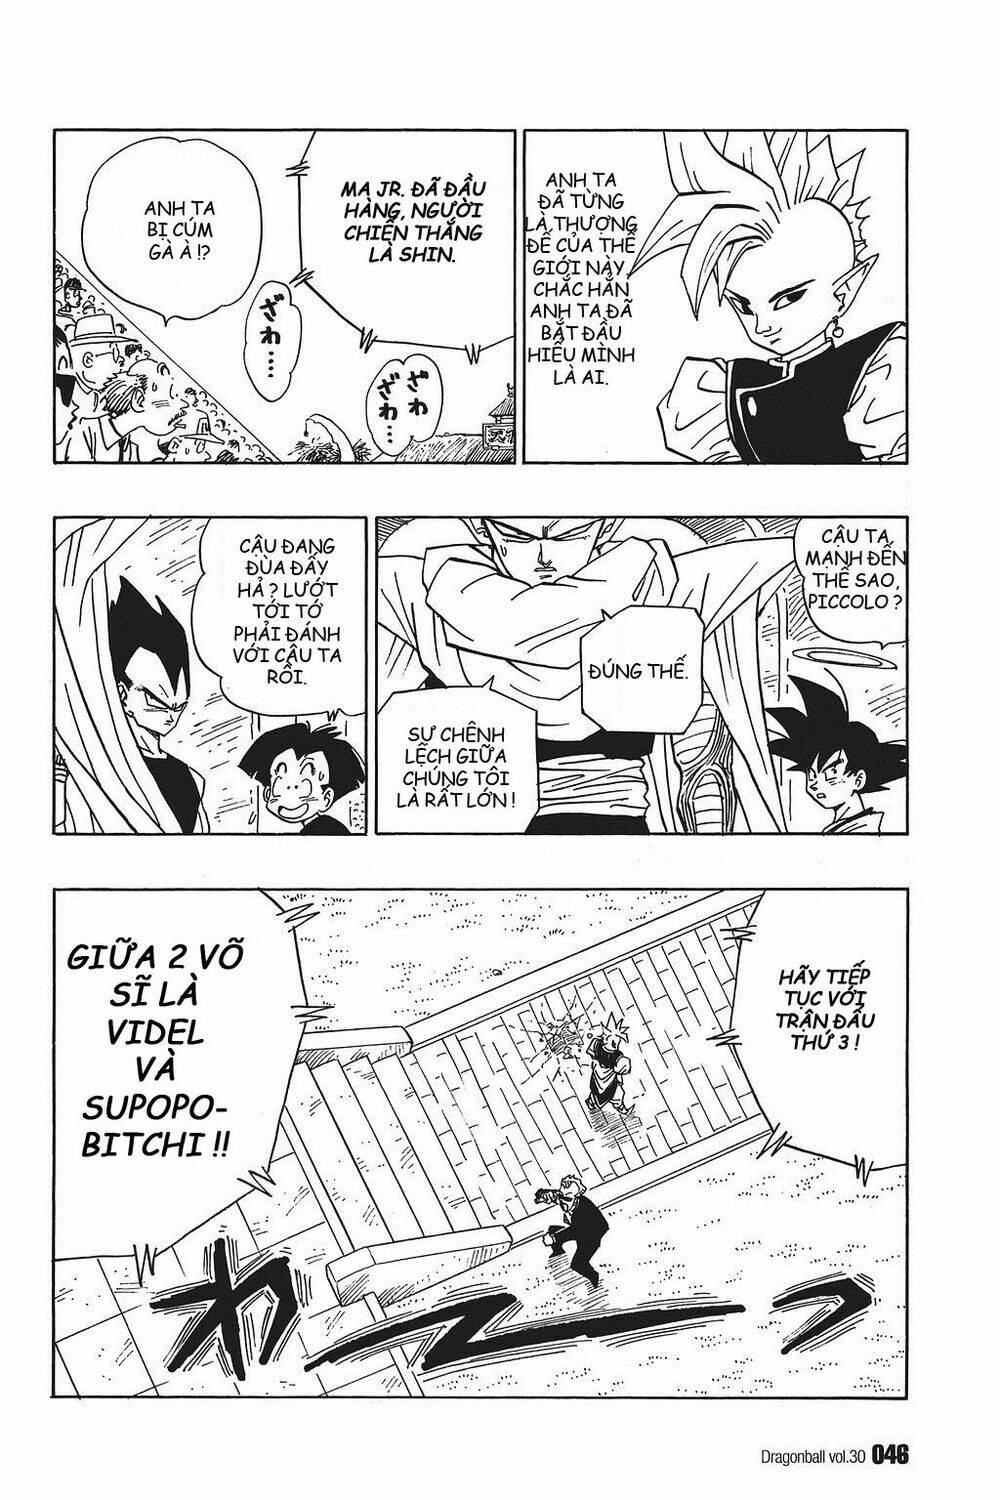 ANH TA
ĐÃ TỪNG
LÀ THƯỢNG
ĐẾ CỦA THẾ
GIỚI NÀY,
CHẮC HẲN
ANH TA ĐÃ
BẮT ĐẦU
HIỂU MÌNH
LÀ AI.
MA JR. ĐÃ ĐẦU
HÀNG, NGƯỜI
CHIẾN THẮNG
LÀ SHIN.
ANH TA
BỊ CÚM
GÀ À !?
ざわ…
ざわ…
CẬU TA
MẠNH ĐẾN
THẾ SAO,
PICCOLO ?
ĐÚNG THẾ.
SỰ CHÊNH
LỆCH GIỮA
CHÚNG TÔI
LÀ RẤT LỚN !
CẬU ĐANG
ĐÙA ĐẤY
HẢ ? LƯỚT
TỚI TỚ
PHẢI ĐÁNH
VỚI CẬU TA
RỒI.
HÃY TIẾP
TỤC VỚI
TRẬN ĐẤU
THỨ 3 !
GIỮA 2 VÕ
SĨ LÀ
VIDEL
VÀ
SUPOPO-
BITCHI !!
わーっ
Dragonball vol.30 046